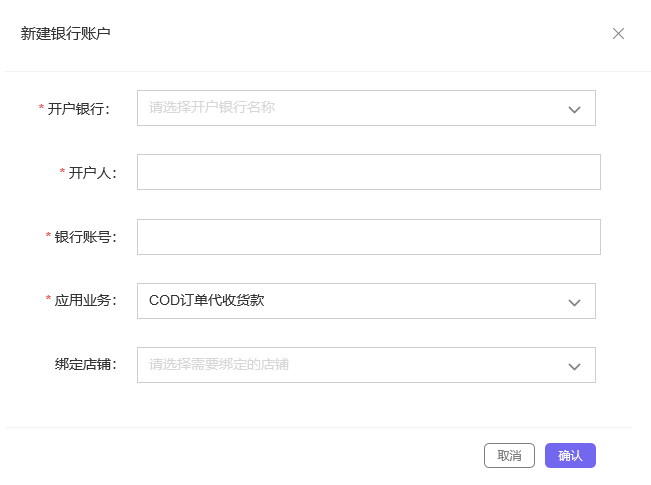 新建银行账户
* 开户银行： 请选择开户银行名称
* 开户人：
* 银行账号：
* 应用业务： COD订单代收货款
绑定店铺： 请选择需要绑定的店铺
取消 确认